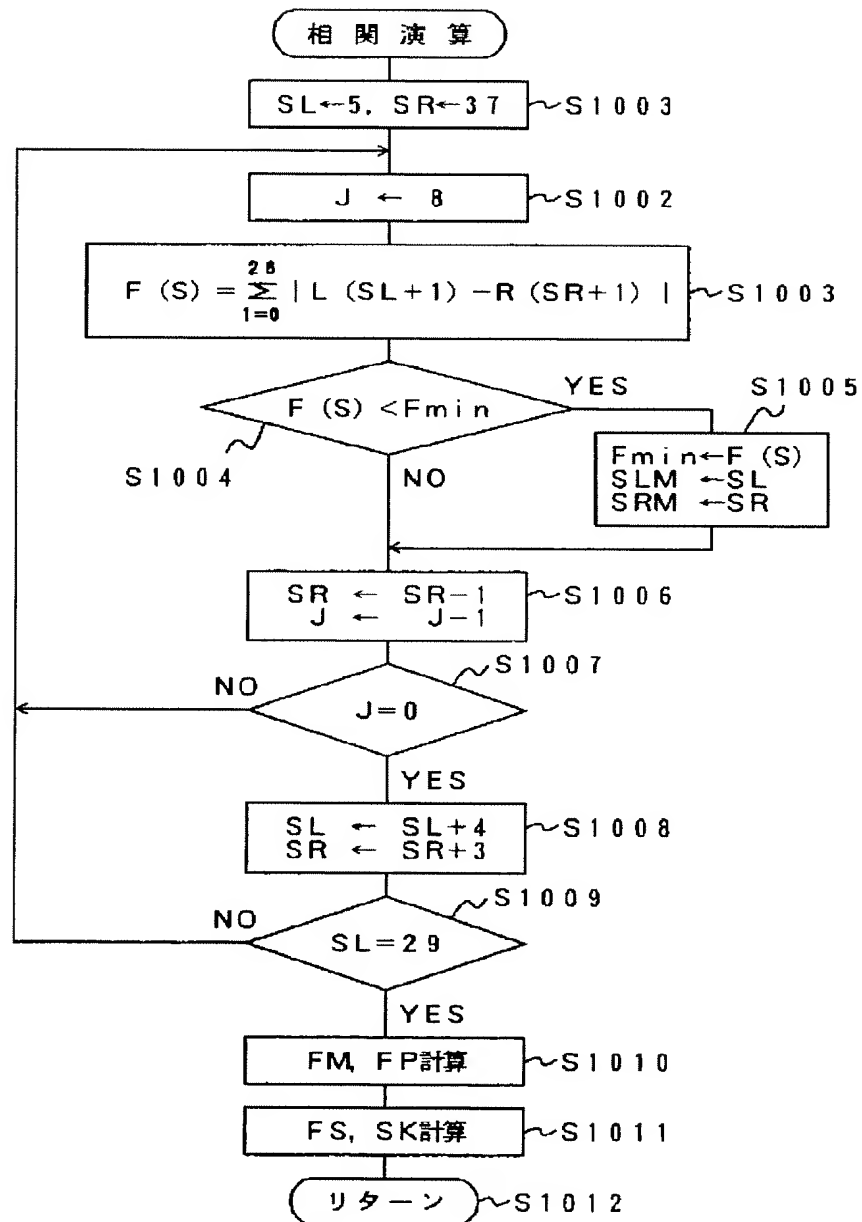 相関演算
SL←5, SR←37 S1003
J ← 8 S1002
26
F (S) = Σ | L (SL+1) -R (SR+1) | S1003
1=0
F (S) <Fmin
YES
S1005
S1004
NO
Fmin←F (S)
SLM ←SL
SRM ←SR
SR ← SR-1
J ← J-1
S1006
S1007
NO
J=0
YES
SL ← SL+4
SR ← SR+3
S1008
S1009
NO
SL=29
YES
FM, FP計算 S1010
FS, SK計算 S1011
リターン S1012